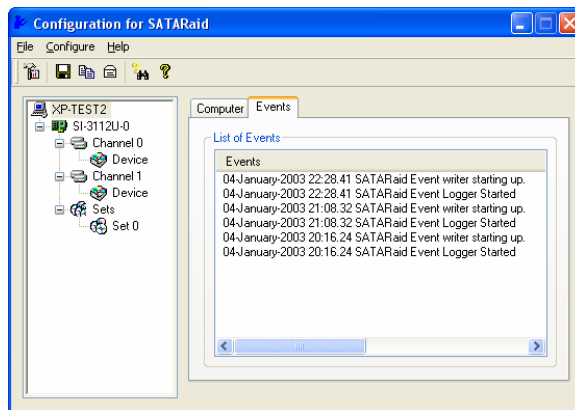 Configuration for SATARaid
File Configure Help
XP-TEST2
SI-3112U-0
Channel 0
Device
Channel 1
Device
Sets
Set 0
Computer Events
List of Events
Events
04-January-2003 22:28.41 SATARaid Event writer starting up.
04-January-2003 22:28.41 SATARaid Event Logger Started
04-January-2003 21:08.32 SATARaid Event writer starting up.
04-January-2003 21:08.32 SATARaid Event Logger Started
04-January-2003 20:16.24 SATARaid Event writer starting up.
04-January-2003 20:16.24 SATARaid Event Logger Started